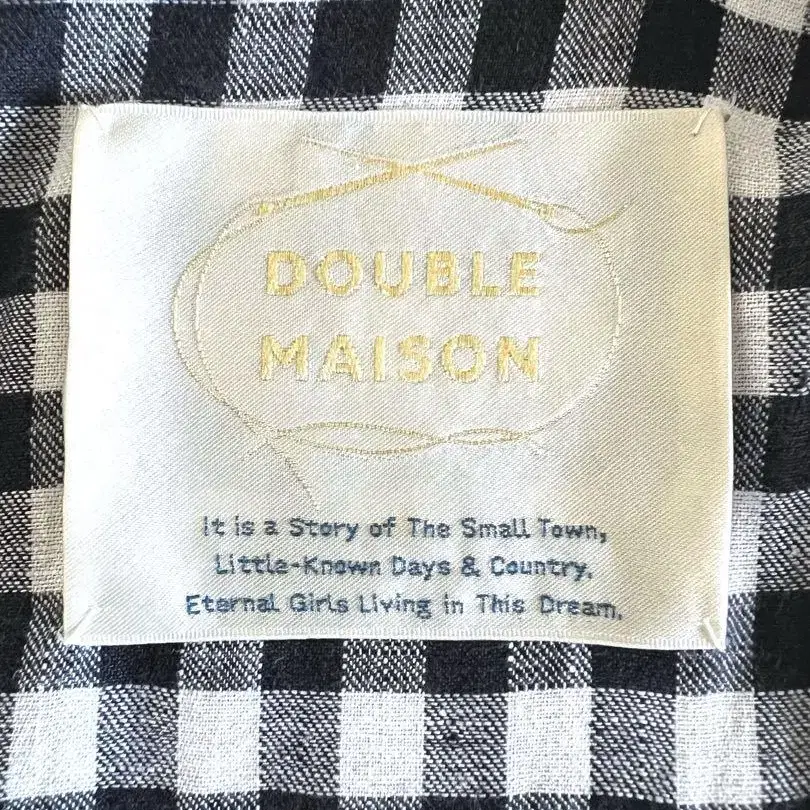 DOUBLE
MAISON
It is a Story of The Small Town,
Little-Known Days & Country.
Eternal Girls Living in This Dream.